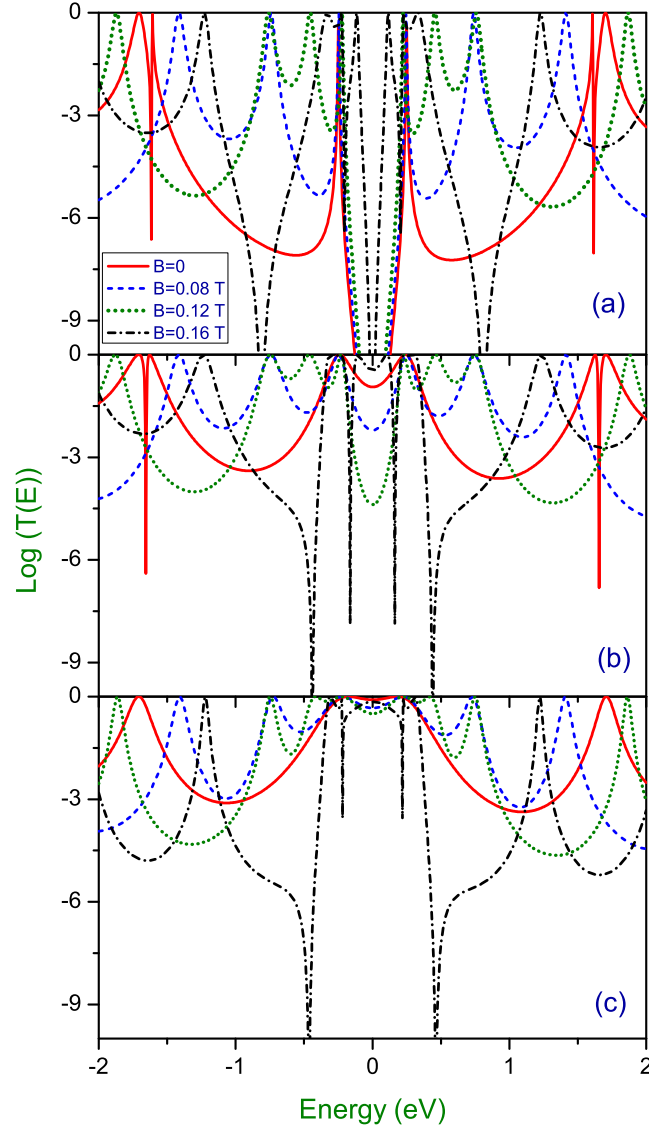 0
-3
-6
-9
B=0
B=0.08 T
B=0.12 T
B=0.16 T
(a)
0
-3
-6
-9
(b)
Log (T(E))
0
-3
-6
-9
(c)
-2 -1 0 1 2
Energy (eV)